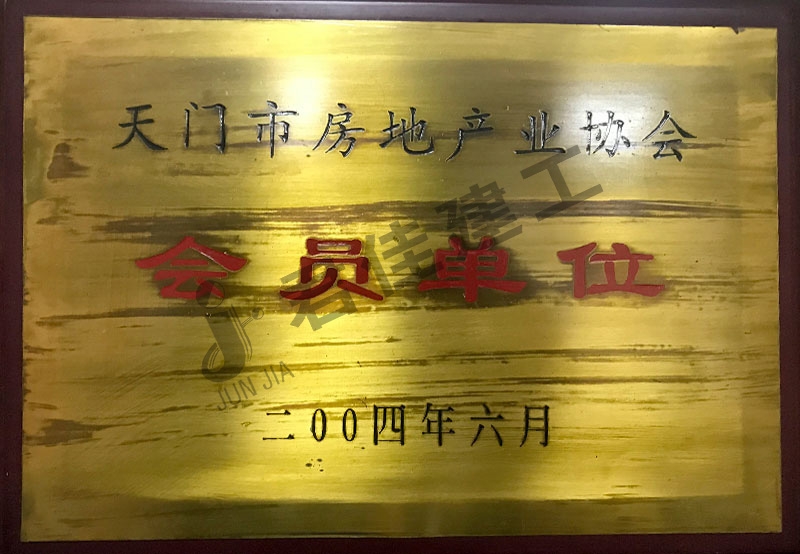 天门市房地产业协会
会员单位
二00四年六月
君佳建工
JUN JIA